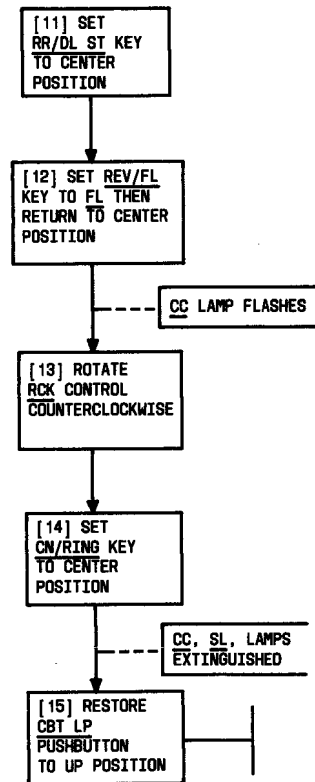 [11] SET
RR/DL ST KEY
TO CENTER
POSITION
[12] SET REV/FL
KEY TO FL THEN
RETURN TO CENTER
POSITION
CC LAMP FLASHES
[13] ROTATE
RCK CONTROL
COUNTERCLOCKWISE
[14] SET
CN/RING KEY
TO CENTER
POSITION
CC, SL, LAMPS
EXTINGUISHED
[15] RESTORE
CBT LP
PUSHBUTTON
TO UP POSITION